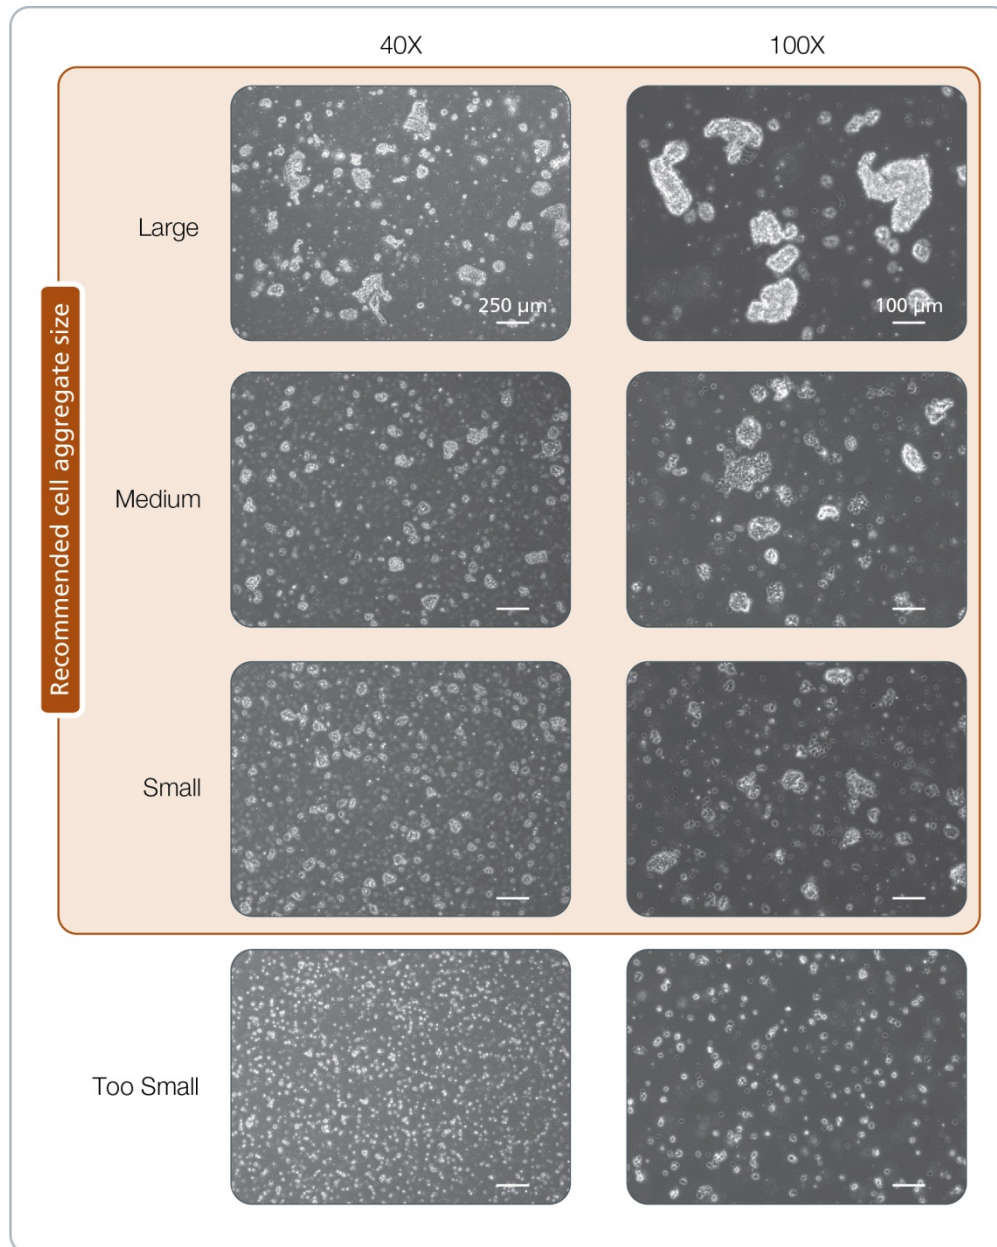 40X
100X
Recommended cell aggregate size
Large
250 µm
100 µm
Medium
Small
Too Small